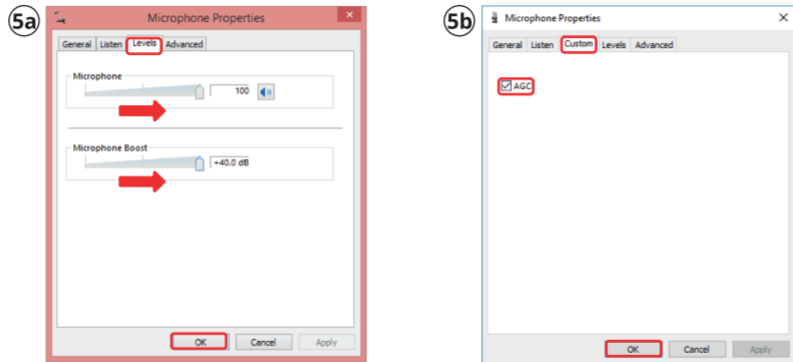 5a
Microphone Properties
×
General Listen Levels Advanced
Microphone
100
Microphone Boost
+40.0 dB
OK Cancel Apply
5b
Microphone Properties
×
General Listen Custom Levels Advanced
AGC
OK Cancel Apply